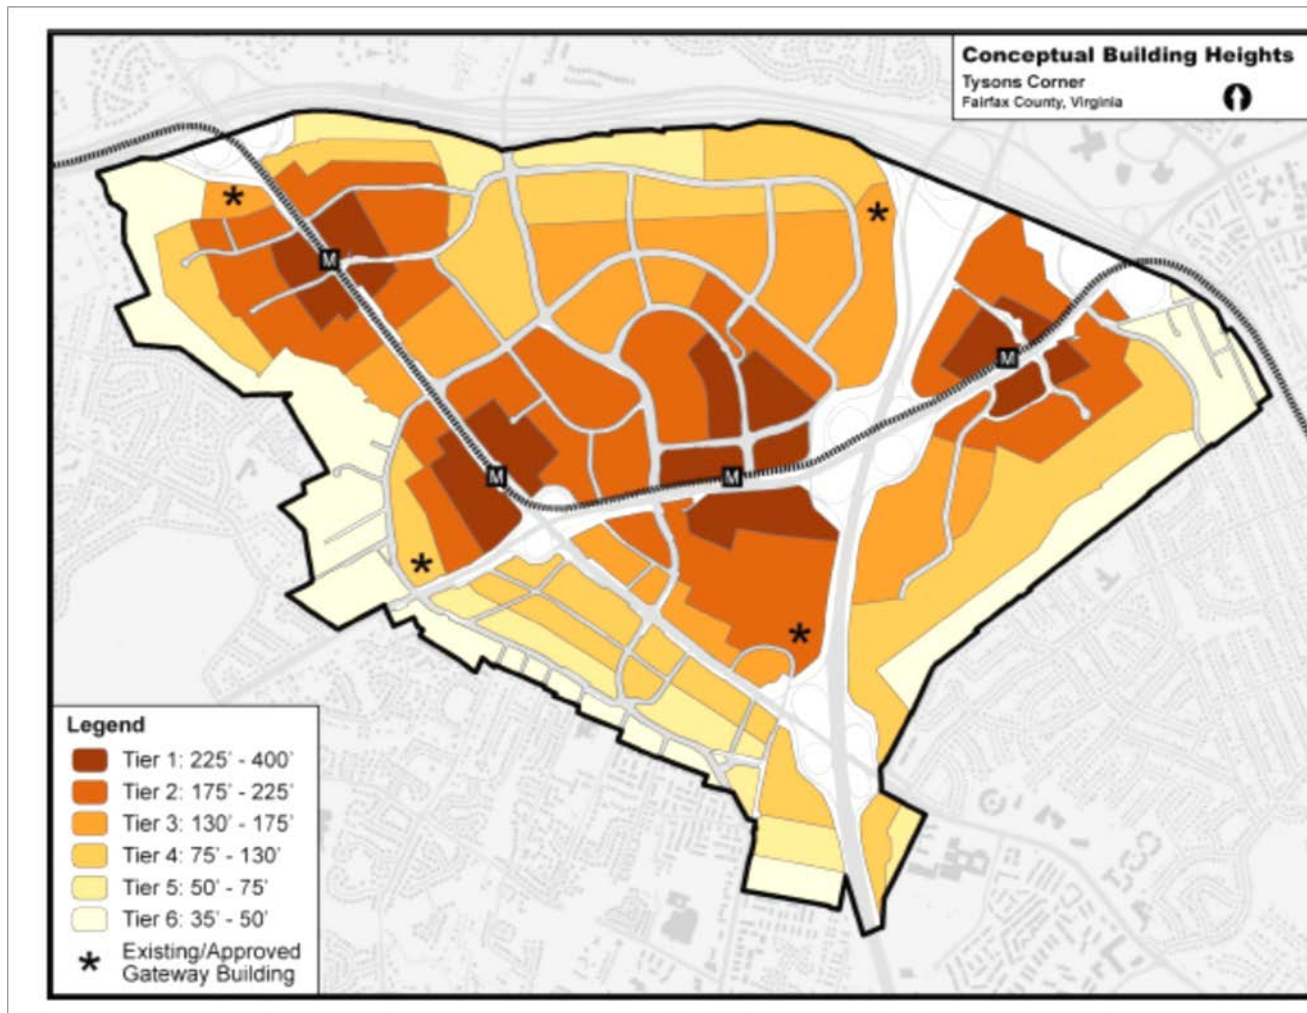 Conceptual Building Heights
Tysons Corner
Fairfax County, Virginia
M
M
M
M
Legend
Tier 1: 225' - 400'
Tier 2: 175' - 225'
Tier 3: 130' - 175'
Tier 4: 75' - 130'
Tier 5: 50' - 75'
Tier 6: 35' - 50'
Existing/Approved
Gateway Building